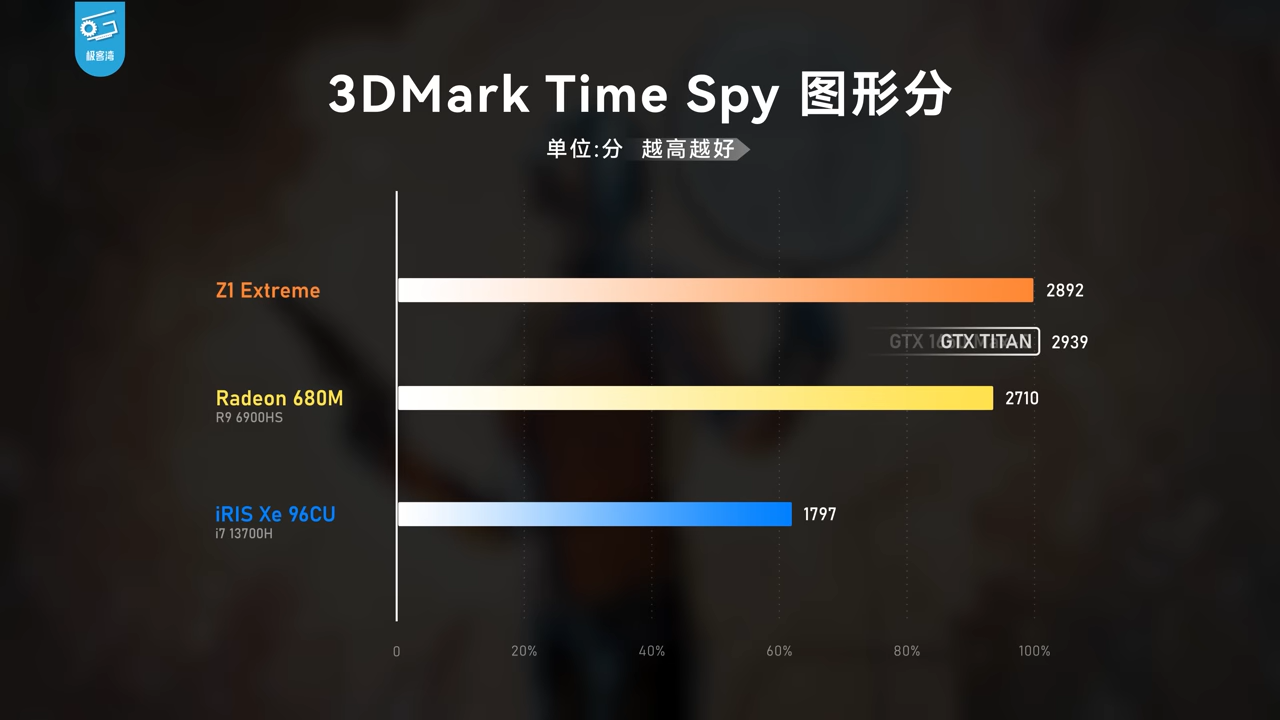 极客湾
3DMark Time Spy 图形分
单位:分 越高越好
Z1 Extreme 2892
GTX TITAN 2939
Radeon 680M 2710
R9 6900HS
iRIS Xe 96CU 1797
i7 13700H
0 20% 40% 60% 80% 100%